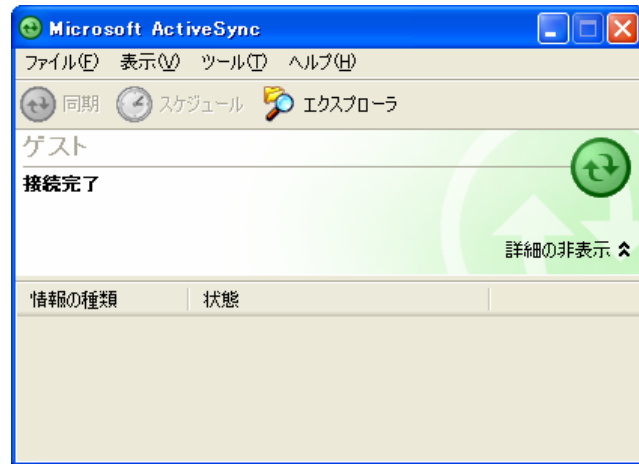 Microsoft ActiveSync
ファイル(F) 表示(V) ツール(T) ヘルプ(H)
同期 スケジュール エクスプローラ
ゲスト
接続完了
詳細の非表示
情報の種類 状態